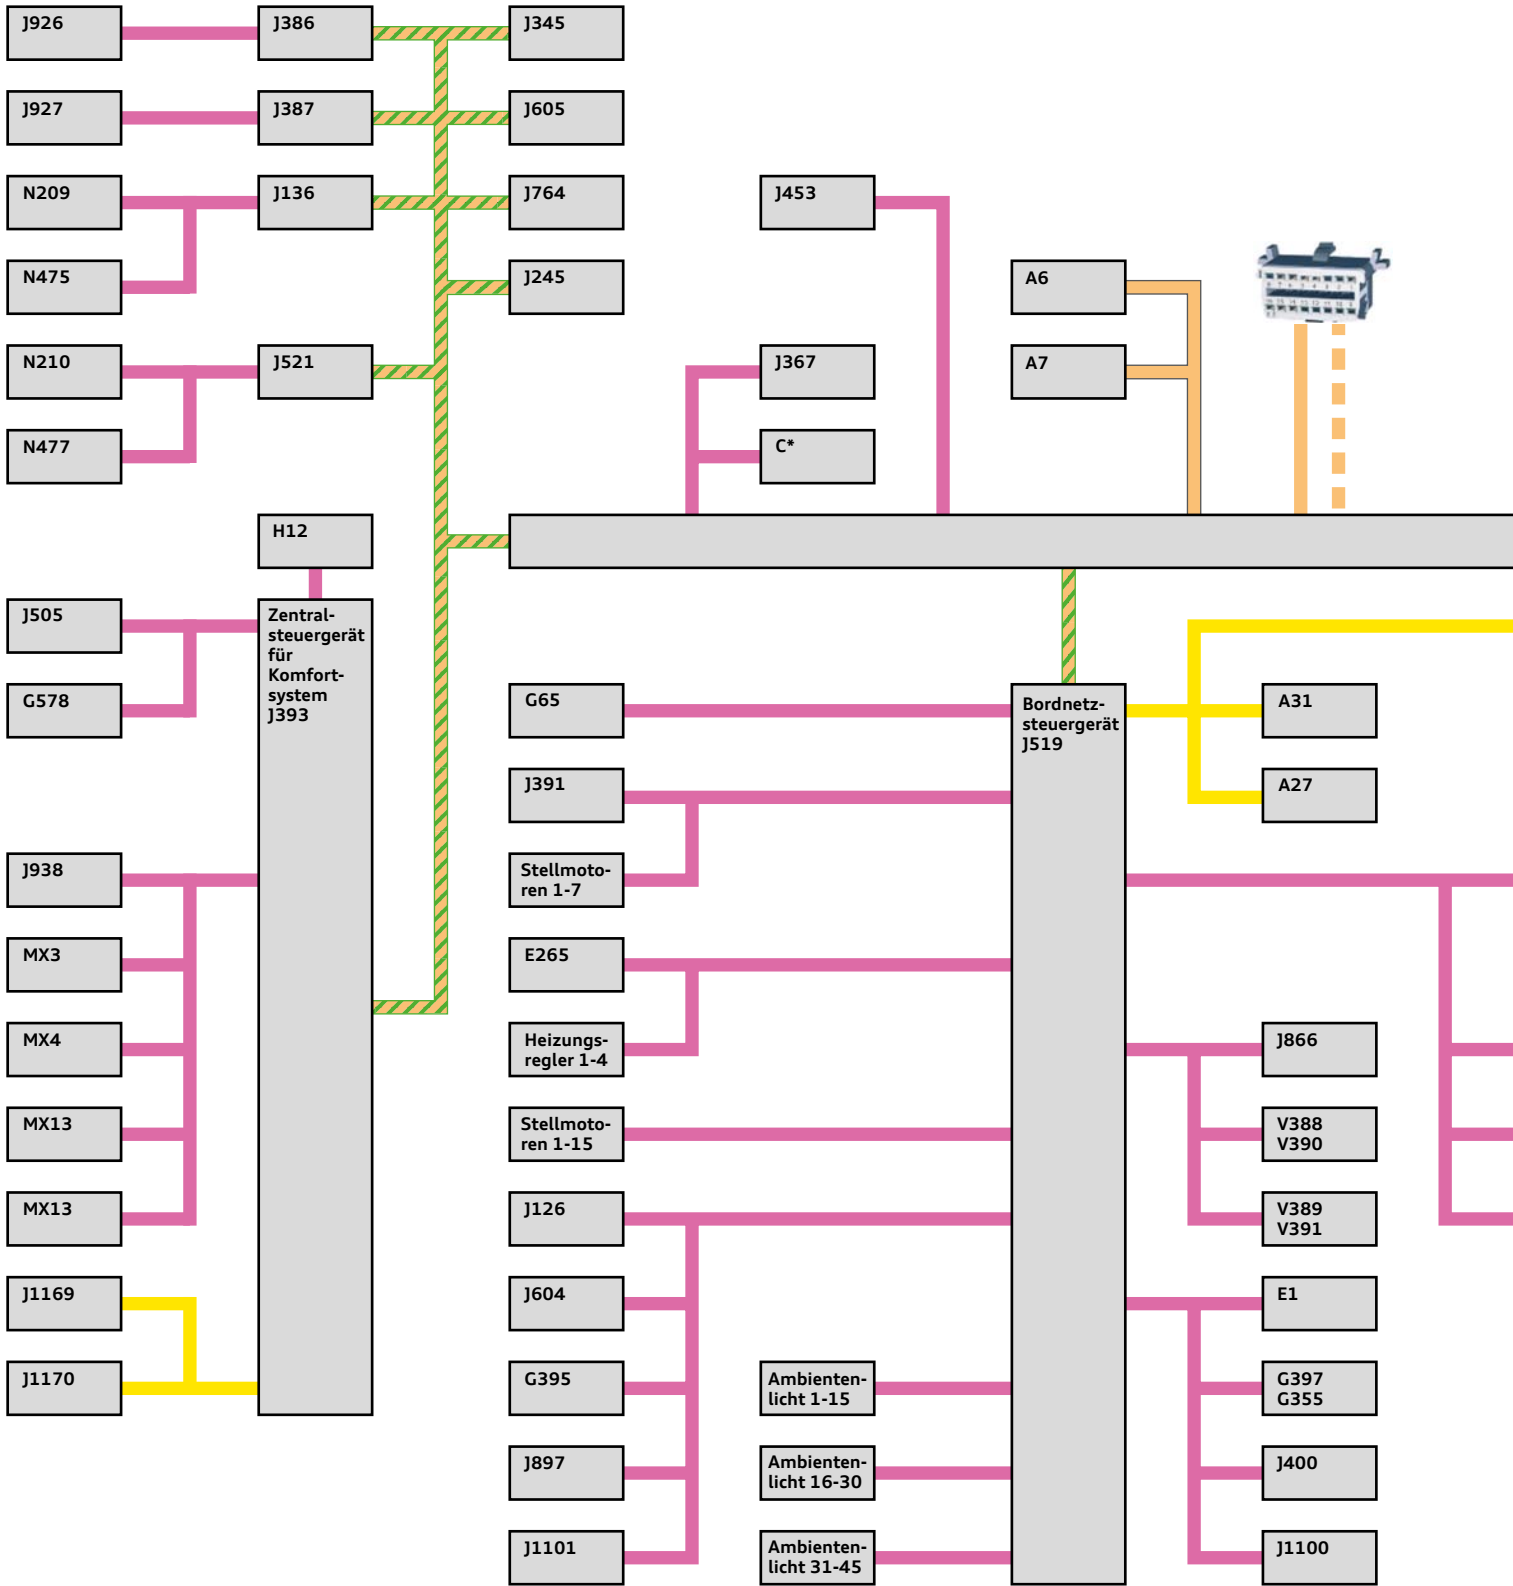 J926
J386
J345
J927
J387
J605
N209
J136
J764
J453
N475
J245
A6
N210
J521
J367
A7
N477
C*
H12
J505
Zentral-
steuergerät
für
Komfort-
system
J393
G578
G65
Bordnetz-
steuergerät
J519
A31
J391
A27
J938
Stellmoto-
ren 1-7
MX3
E265
MX4
Heizungs-
regler 1-4
J866
MX13
Stellmoto-
ren 1-15
V388
V390
MX13
J126
V389
V391
J1169
J604
E1
J1170
G395
Ambienten-
licht 1-15
G397
G355
J897
Ambienten-
licht 16-30
J400
J1101
Ambienten-
licht 31-45
J1100